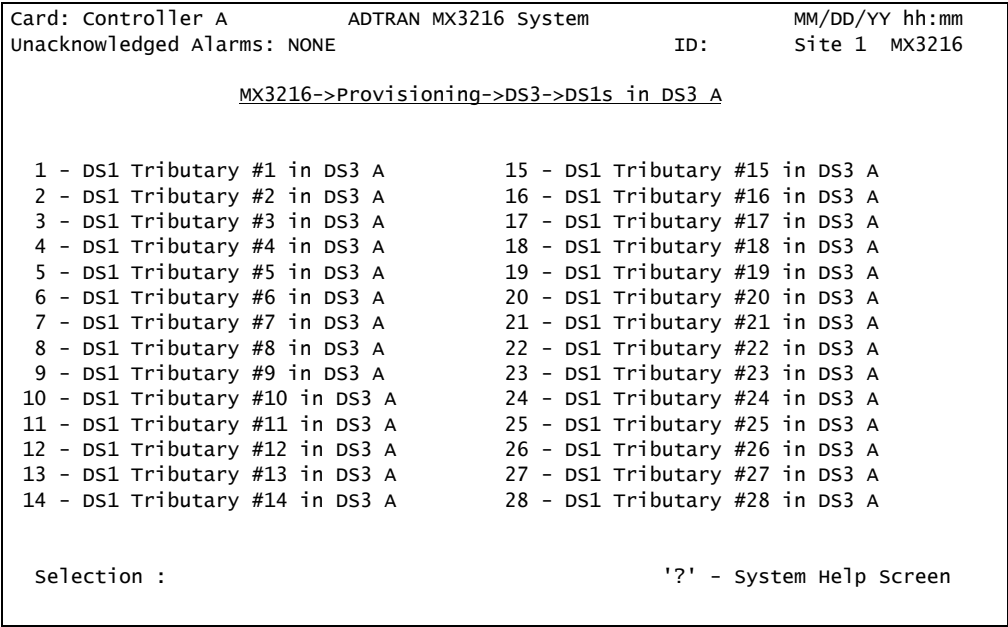 Card: Controller A ADTRAN MX3216 System MM/DD/YY hh:mm
Unacknowledged Alarms: NONE ID: Site 1 MX3216
MX3216->Provisioning->DS3->DS1s in DS3 A
1 - DS1 Tributary #1 in DS3 A 15 - DS1 Tributary #15 in DS3 A
2 - DS1 Tributary #2 in DS3 A 16 - DS1 Tributary #16 in DS3 A
3 - DS1 Tributary #3 in DS3 A 17 - DS1 Tributary #17 in DS3 A
4 - DS1 Tributary #4 in DS3 A 18 - DS1 Tributary #18 in DS3 A
5 - DS1 Tributary #5 in DS3 A 19 - DS1 Tributary #19 in DS3 A
6 - DS1 Tributary #6 in DS3 A 20 - DS1 Tributary #20 in DS3 A
7 - DS1 Tributary #7 in DS3 A 21 - DS1 Tributary #21 in DS3 A
8 - DS1 Tributary #8 in DS3 A 22 - DS1 Tributary #22 in DS3 A
9 - DS1 Tributary #9 in DS3 A 23 - DS1 Tributary #23 in DS3 A
10 - DS1 Tributary #10 in DS3 A 24 - DS1 Tributary #24 in DS3 A
11 - DS1 Tributary #11 in DS3 A 25 - DS1 Tributary #25 in DS3 A
12 - DS1 Tributary #12 in DS3 A 26 - DS1 Tributary #26 in DS3 A
13 - DS1 Tributary #13 in DS3 A 27 - DS1 Tributary #27 in DS3 A
14 - DS1 Tributary #14 in DS3 A 28 - DS1 Tributary #28 in DS3 A
Selection : '?' - System Help Screen